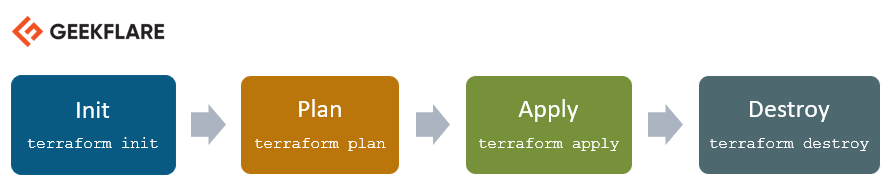 GEEKFLARE
Init
terraform init
Plan
terraform plan
Apply
terraform apply
Destroy
terraform destroy